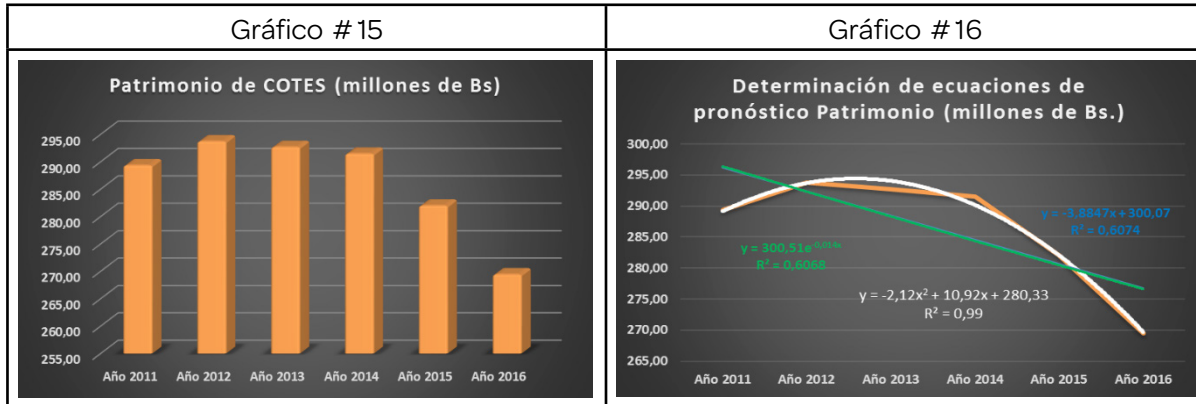 Gráfico #15
Gráfico #16
Patrimonio de COTES (millones de Bs)
295,00
290,00
285,00
280,00
275,00
270,00
265,00
260,00
255,00
Año 2011 Año 2012 Año 2013 Año 2014 Año 2015 Año 2016
Determinación de ecuaciones de
pronóstico Patrimonio (millones de Bs.)
300,00
295,00
290,00
285,00
280,00
275,00
270,00
265,00
y = -3,8847x + 300,07
R² = 0,6074
y = 300,51e^-0,014x
R² = 0,6068
y = -2,12x² + 10,92x + 280,33
R² = 0,99
Año 2011 Año 2012 Año 2013 Año 2014 Año 2015 Año 2016